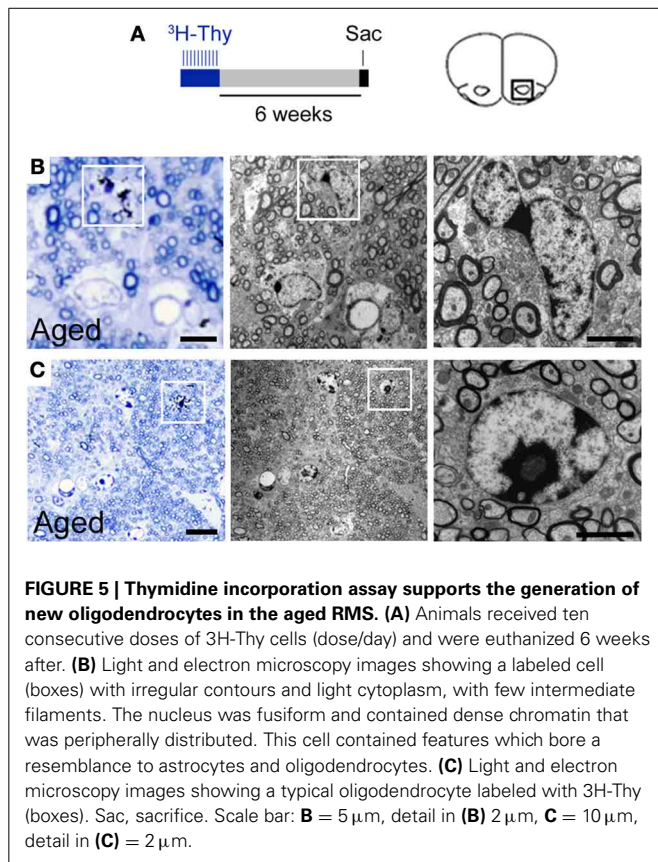 A
³H-Thy
Sac
6 weeks
B
Aged
C
Aged
FIGURE 5 | Thymidine incorporation assay supports the generation of
new oligodendrocytes in the aged RMS. (A) Animals received ten
consecutive doses of 3H-Thy cells (dose/day) and were euthanized 6 weeks
after. (B) Light and electron microscopy images showing a labeled cell
(boxes) with irregular contours and light cytoplasm, with few intermediate
filaments. The nucleus was fusiform and contained dense chromatin that
was peripherally distributed. This cell contained features which bore a
resemblance to astrocytes and oligodendrocytes. (C) Light and electron
microscopy images showing a typical oligodendrocyte labeled with 3H-Thy
(boxes). Sac, sacrifice. Scale bar: B = 5 μm, detail in (B) 2 μm, C = 10 μm,
detail in (C) = 2 μm.